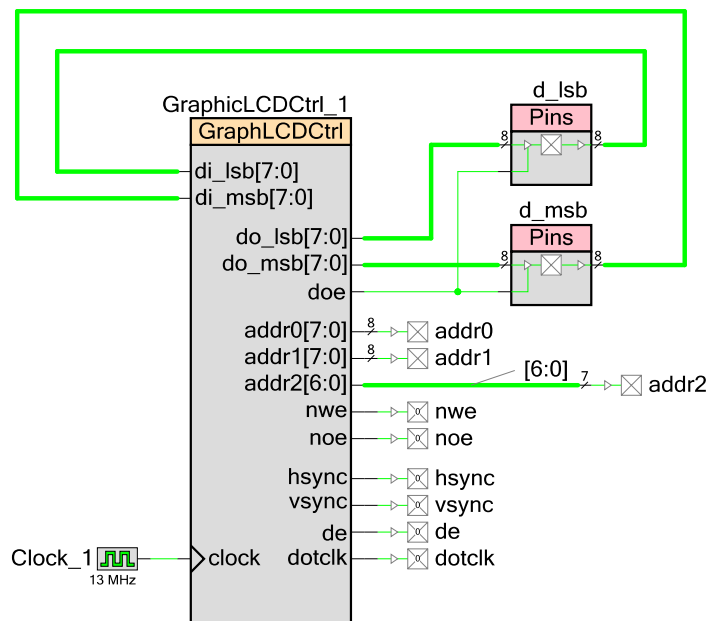 d_lsb
GraphicLCDCtrl_1
Pins
GraphLCDCtrl
8 8
di_lsb[7:0]
di_msb[7:0]
d_msb
do_lsb[7:0]
Pins
do_msb[7:0]
8 8
doe
addr0[7:0] 8 addr0
addr1[7:0] 8 addr1
addr2[6:0] [6:0] 7 addr2
nwe 0 nwe
noe 0 noe
hsync 0 hsync
vsync 0 vsync
de 0 de
Clock_1 clock dotclk 0 dotclk
13 MHz